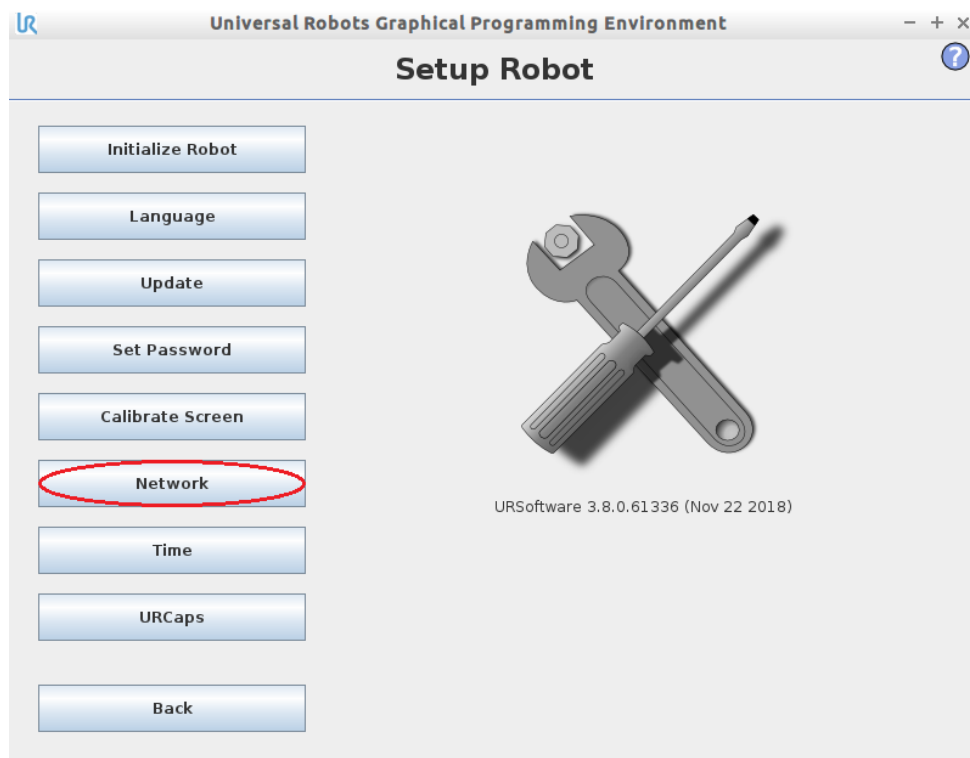 UR
Universal Robots Graphical Programming Environment
Setup Robot
?
Initialize Robot
Language
Update
Set Password
Calibrate Screen
Network
URSoftware 3.8.0.61336 (Nov 22 2018)
Time
URCaps
Back